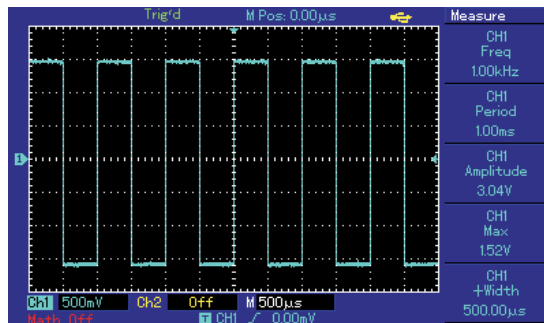 Trig'd M Pos: 0.00μs Measure
CH1
Freq
1.00kHz
CH1
Period
1.00ms
1
CH1
Amplitude
3.04V
CH1
Max
1.52V
CH1
+Width
500.00μs
Ch1 500mV Ch2 Off M 500μs
Math Off T CH1 0.00mV